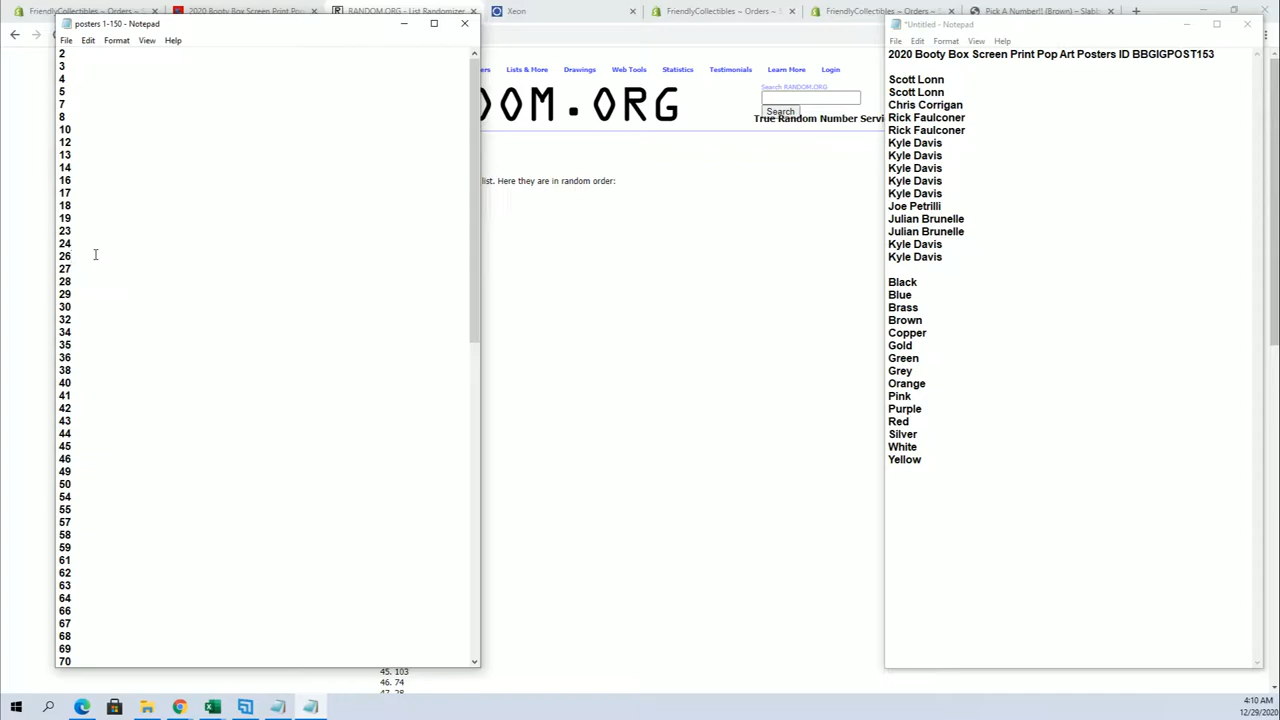 FriendlyCollectibles ~ Orders ~ S
2020 Booty Box Screen Print Pos
RANDOM.ORG - List Randomizer
Xeon
FriendlyCollectibles ~ Orders ~
FriendlyCollectibles ~ Orders ~ S
Pick A Number!! (Brown) ~ Slab
posters 1-150 - Notepad
File Edit Format View Help
2
3
4
5
7
8
10
12
13
14
16
17
18
19
23
24
26
27
28
29
30
32
34
35
36
38
40
41
42
43
44
45
46
49
50
54
55
57
58
59
61
62
63
64
66
67
68
69
70
ers Lists & More Drawings Web Tools Statistics Testimonials Learn More Login
Search RANDOM.ORG
Search
DOM.ORG
True Random Number Servi
list. Here they are in random order:
45. 103
46. 74
47. 28
*Untitled - Notepad
File Edit Format View Help
2020 Booty Box Screen Print Pop Art Posters ID BBGIGPOST153
Scott Lonn
Scott Lonn
Chris Corrigan
Rick Faulconer
Rick Faulconer
Kyle Davis
Kyle Davis
Kyle Davis
Kyle Davis
Kyle Davis
Joe Petrilli
Julian Brunelle
Julian Brunelle
Kyle Davis
Kyle Davis
Black
Blue
Brass
Brown
Copper
Gold
Green
Grey
Orange
Pink
Purple
Red
Silver
White
Yellow
4:10 AM
12/29/2020